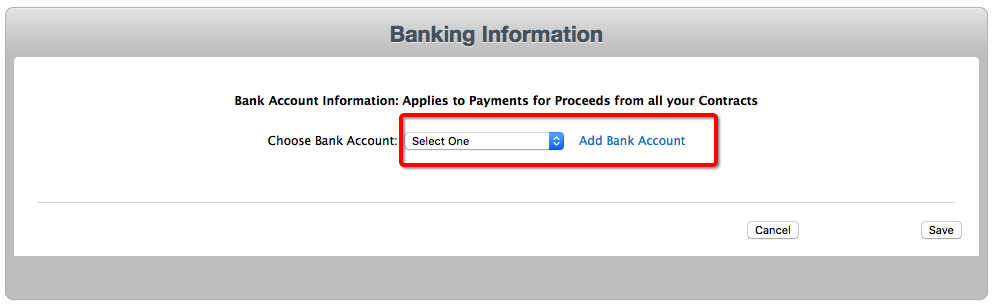 Banking Information
Bank Account Information: Applies to Payments for Proceeds from all your Contracts
Choose Bank Account: Select One Add Bank Account
Cancel Save